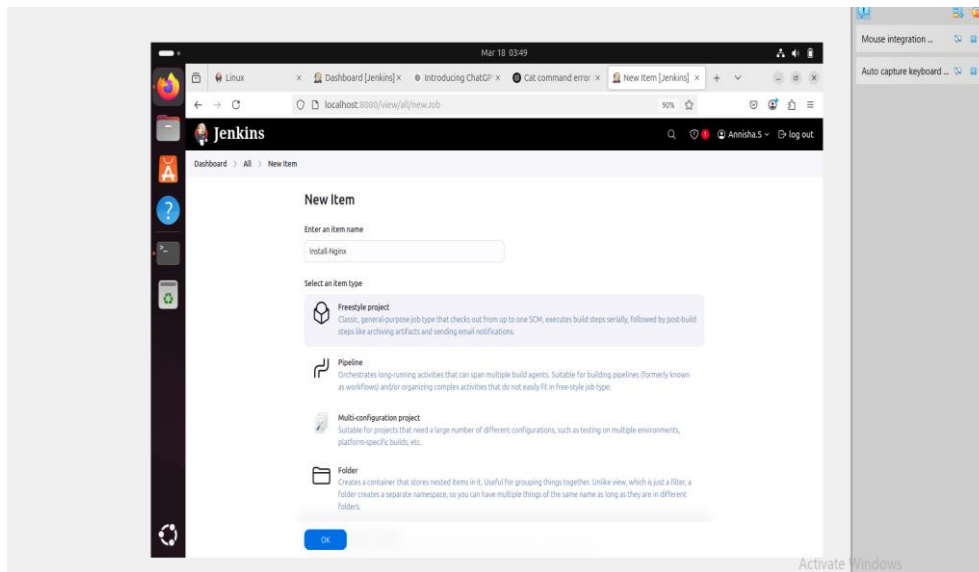 Mouse integration ...
Auto capture keyboard ...
Mar 18 03:49
Linux
Dashboard [Jenkins]
Introducing ChatGP
Cat command error
New Item [Jenkins]
localhost:8080/view/all/newJob
90%
Jenkins
1
Annisha.S
log out
Dashboard > All > New Item
New Item
Enter an item name
Install-Nginx
Select an item type
Freestyle project
Classic, general-purpose job type that checks out from up to one SCM, executes build steps serially, followed by post-build
steps like archiving artifacts and sending email notifications.
Pipeline
Orchestrates long-running activities that can span multiple build agents. Suitable for building pipelines (formerly known
as workflows) and/or organizing complex activities that do not easily fit in free-style job type.
Multi-configuration project
Suitable for projects that need a large number of different configurations, such as testing on multiple environments,
platform-specific builds, etc.
Folder
Creates a container that stores nested items in it. Useful for grouping things together. Unlike view, which is just a filter, a
folder creates a separate namespace, so you can have multiple things of the same name as long as they are in different
folders.
OK
Activate Windows